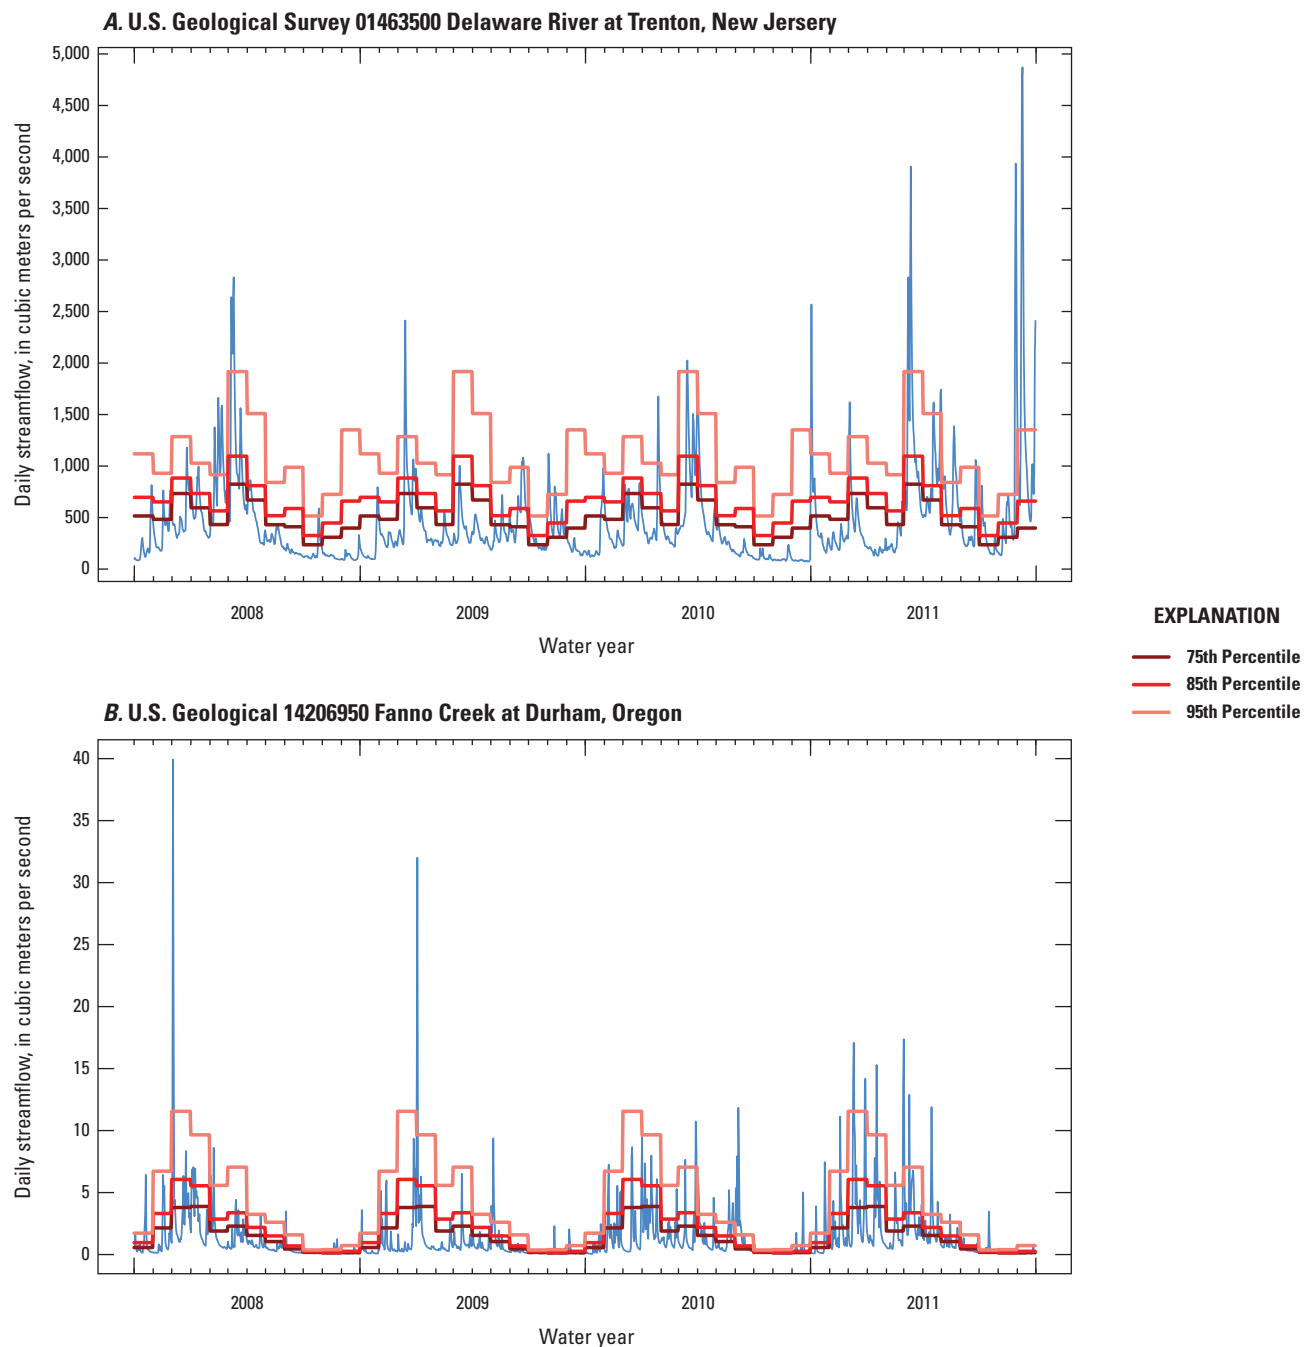 A. U.S. Geological Survey 01463500 Delaware River at Trenton, New Jersery
5,000
4,500
4,000
3,500
3,000
2,500
2,000
1,500
1,000
500
0
Daily streamflow, in cubic meters per second
2008
2009
2010
2011
Water year
EXPLANATION
75th Percentile
85th Percentile
95th Percentile
B. U.S. Geological 14206950 Fanno Creek at Durham, Oregon
40
35
30
25
20
15
10
5
0
Daily streamflow, in cubic meters per second
2008
2009
2010
2011
Water year